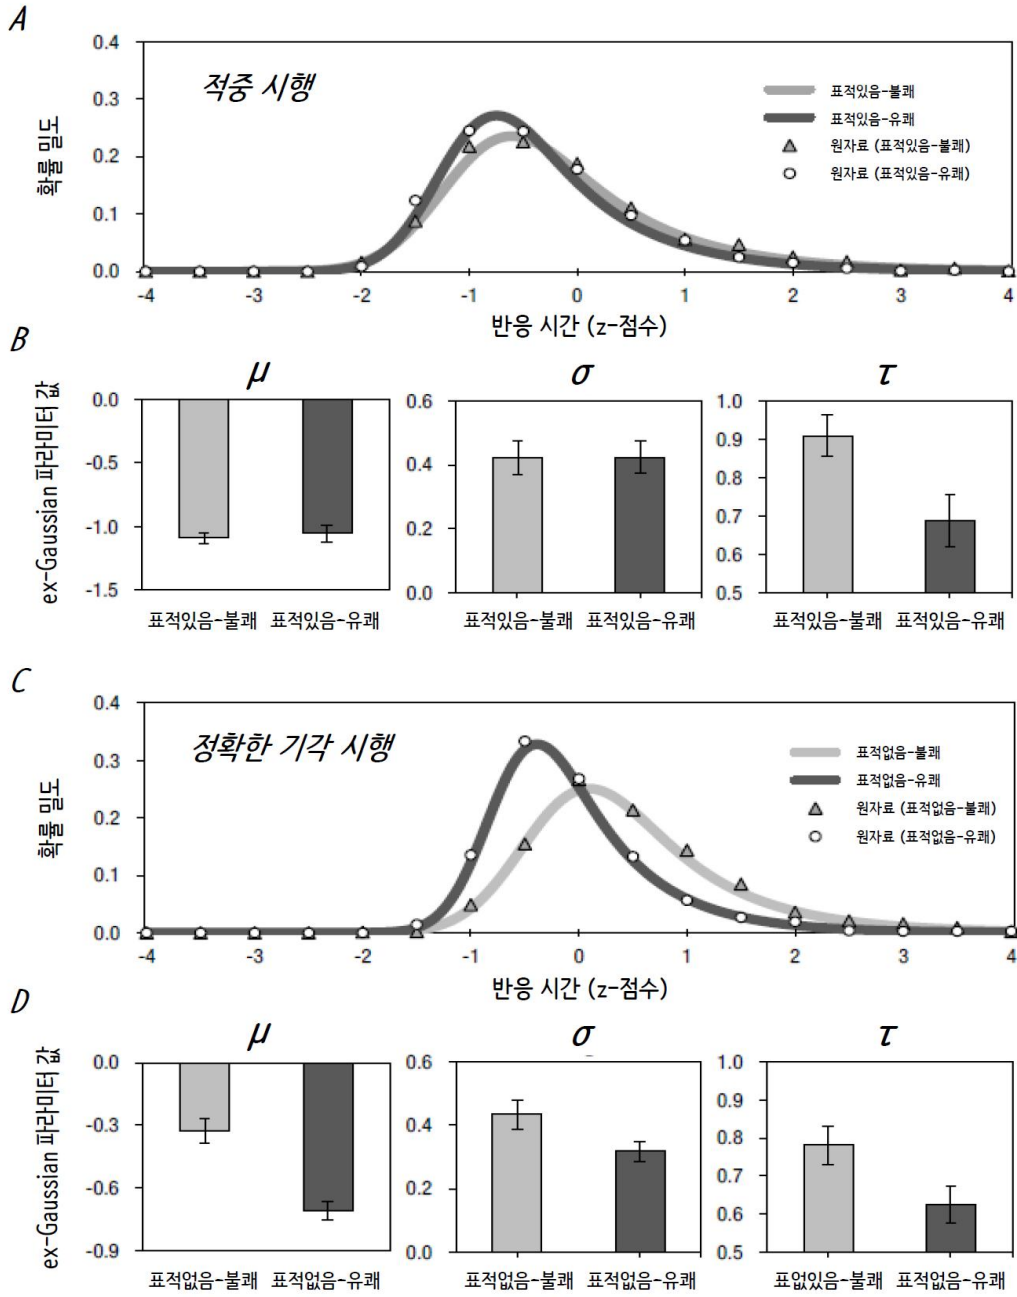 A
적중 시행
확률 밀도
0.4
0.3
0.2
0.1
0.0
표적있음-불쾌
표적있음-유쾌
원자료 (표적있음-불쾌)
원자료 (표적있음-유쾌)
-4 -3 -2 -1 0 1 2 3 4
반응 시간 (z-점수)
B
ex-Gaussian 파라미터 값
μ
0.0
-0.5
-1.0
-1.5
표적있음-불쾌 표적있음-유쾌
σ
0.6
0.4
0.2
0.0
표적있음-불쾌 표적있음-유쾌
τ
1.0
0.9
0.8
0.7
0.6
0.5
표적있음-불쾌 표적있음-유쾌
C
정확한 기각 시행
확률 밀도
0.4
0.3
0.2
0.1
0.0
표적없음-불쾌
표적없음-유쾌
원자료 (표적없음-불쾌)
원자료 (표적없음-유쾌)
-4 -3 -2 -1 0 1 2 3 4
반응 시간 (z-점수)
D
ex-Gaussian 파라미터 값
μ
0.0
-0.3
-0.6
-0.9
표적없음-불쾌 표적없음-유쾌
σ
0.6
0.4
0.2
0.0
표적없음-불쾌 표적없음-유쾌
τ
1.0
0.9
0.8
0.7
0.6
0.5
표없있음-불쾌 표적없음-유쾌